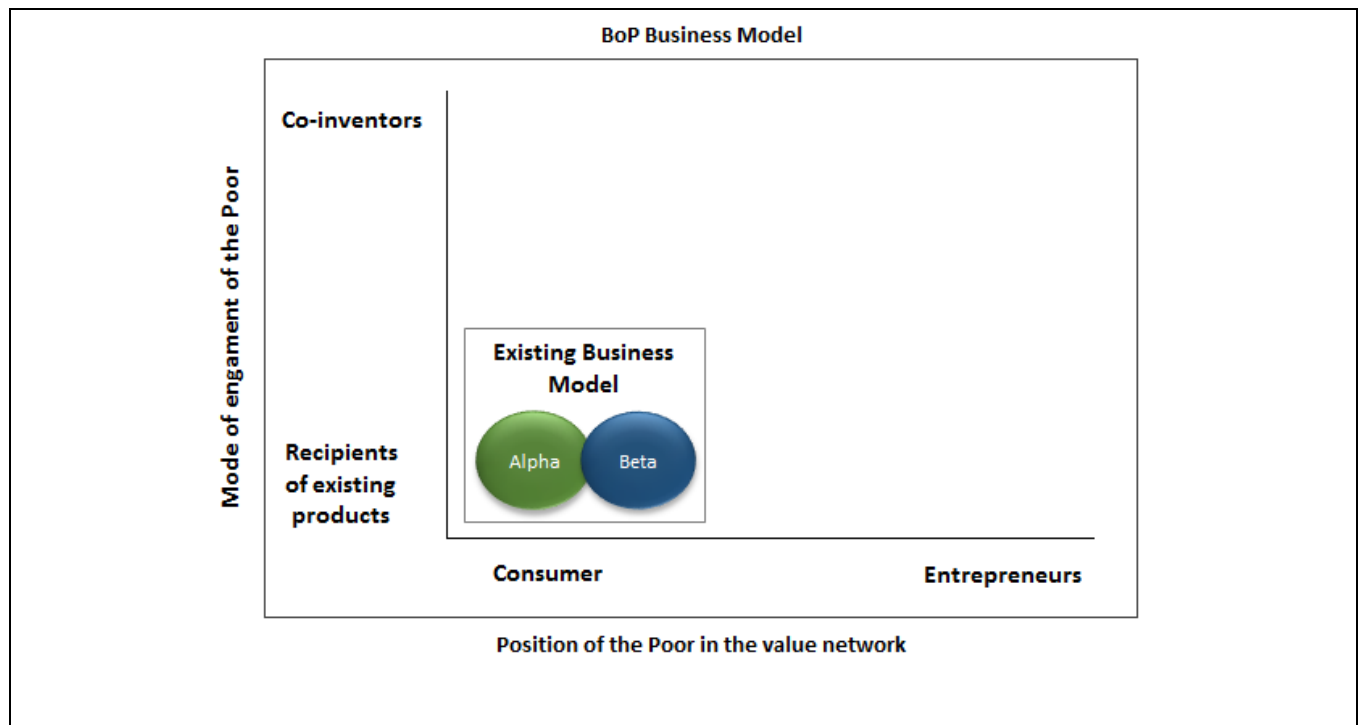 BoP Business Model
Co-inventors
Mode of engament of the Poor
Existing Business
Model
Alpha
Beta
Recipients
of existing
products
Consumer
Entrepreneurs
Position of the Poor in the value network